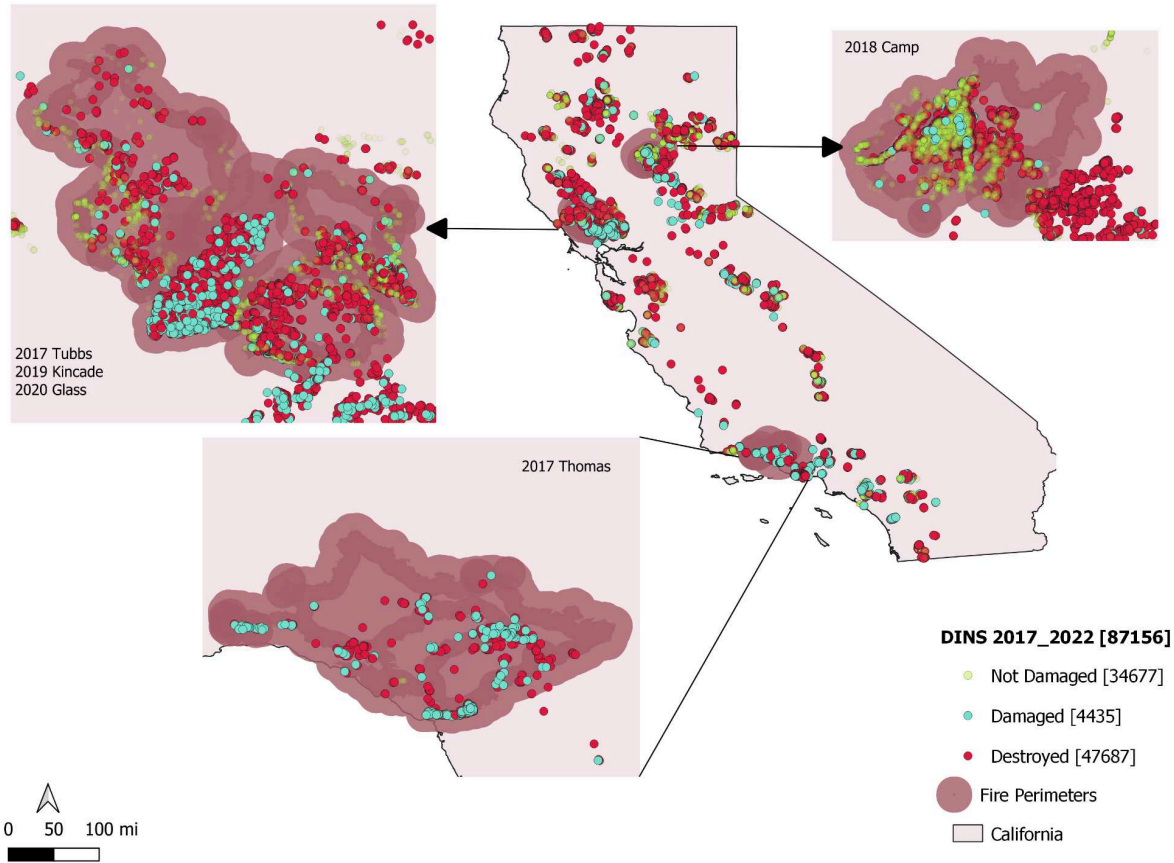 2018 Camp
2017 Tubbs
2019 Kincade
2020 Glass
2017 Thomas
DINS 2017_2022 [87156]
Not Damaged [34677]
Damaged [4435]
Destroyed [47687]
Fire Perimeters
California
0 50 100 mi